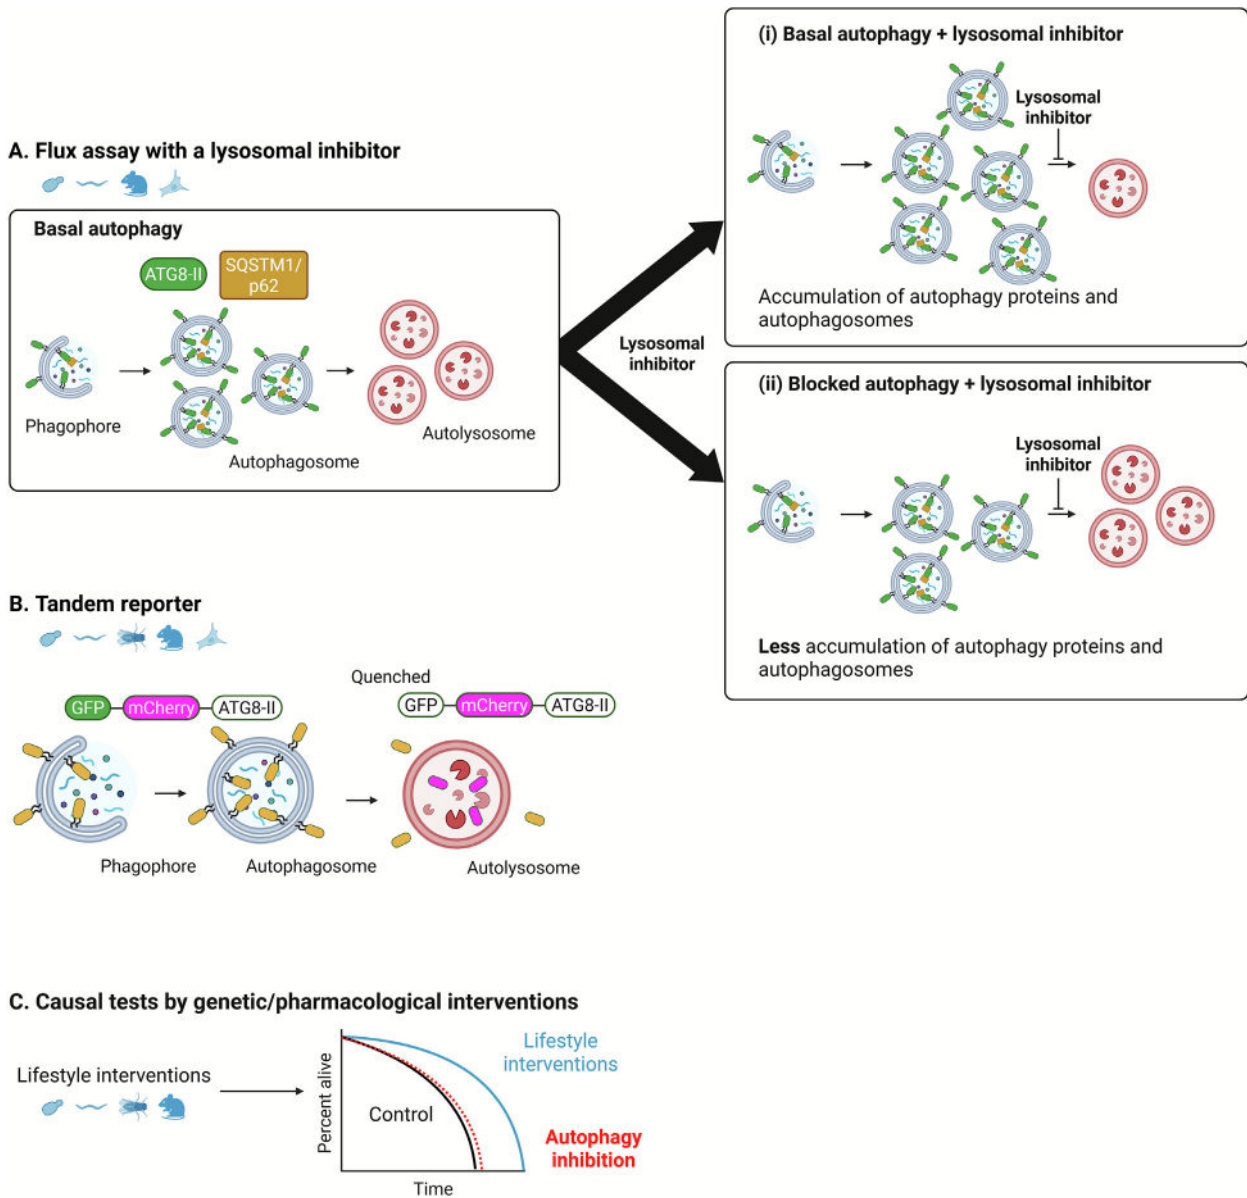 A. Flux assay with a lysosomal inhibitor
Basal autophagy
ATG8-II
SQSTM1/
p62
Phagophore
Autophagosome
Autolysosome
Lysosomal
inhibitor
(i) Basal autophagy + lysosomal inhibitor
Lysosomal
inhibitor
Accumulation of autophagy proteins and
autophagosomes
(ii) Blocked autophagy + lysosomal inhibitor
Lysosomal
inhibitor
Less accumulation of autophagy proteins and
autophagosomes
B. Tandem reporter
GFP mCherry ATG8-II
Quenched
GFP mCherry ATG8-II
Phagophore
Autophagosome
Autolysosome
C. Causal tests by genetic/pharmacological interventions
Lifestyle interventions
Percent alive
Control
Lifestyle
interventions
Autophagy
inhibition
Time